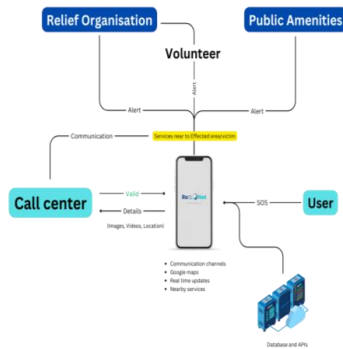 Relief Organisation
Public Amenities
Volunteer
Alert
Alert
Alert
Communication
Services near to Effected area/victim
Call center
Valid
Details
(Images, Videos, Location)
SOS
User
• Communication channels
• Google maps
• Real time updates
• Nearby services
Database and APIs